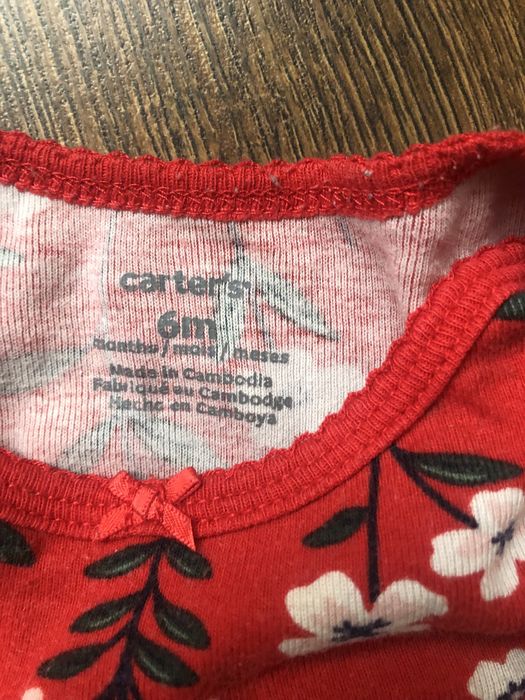 carter's
6m
months / mois / meses
Made in Cambodia
Fabriqué au Cambodge
Hecho en Camboya